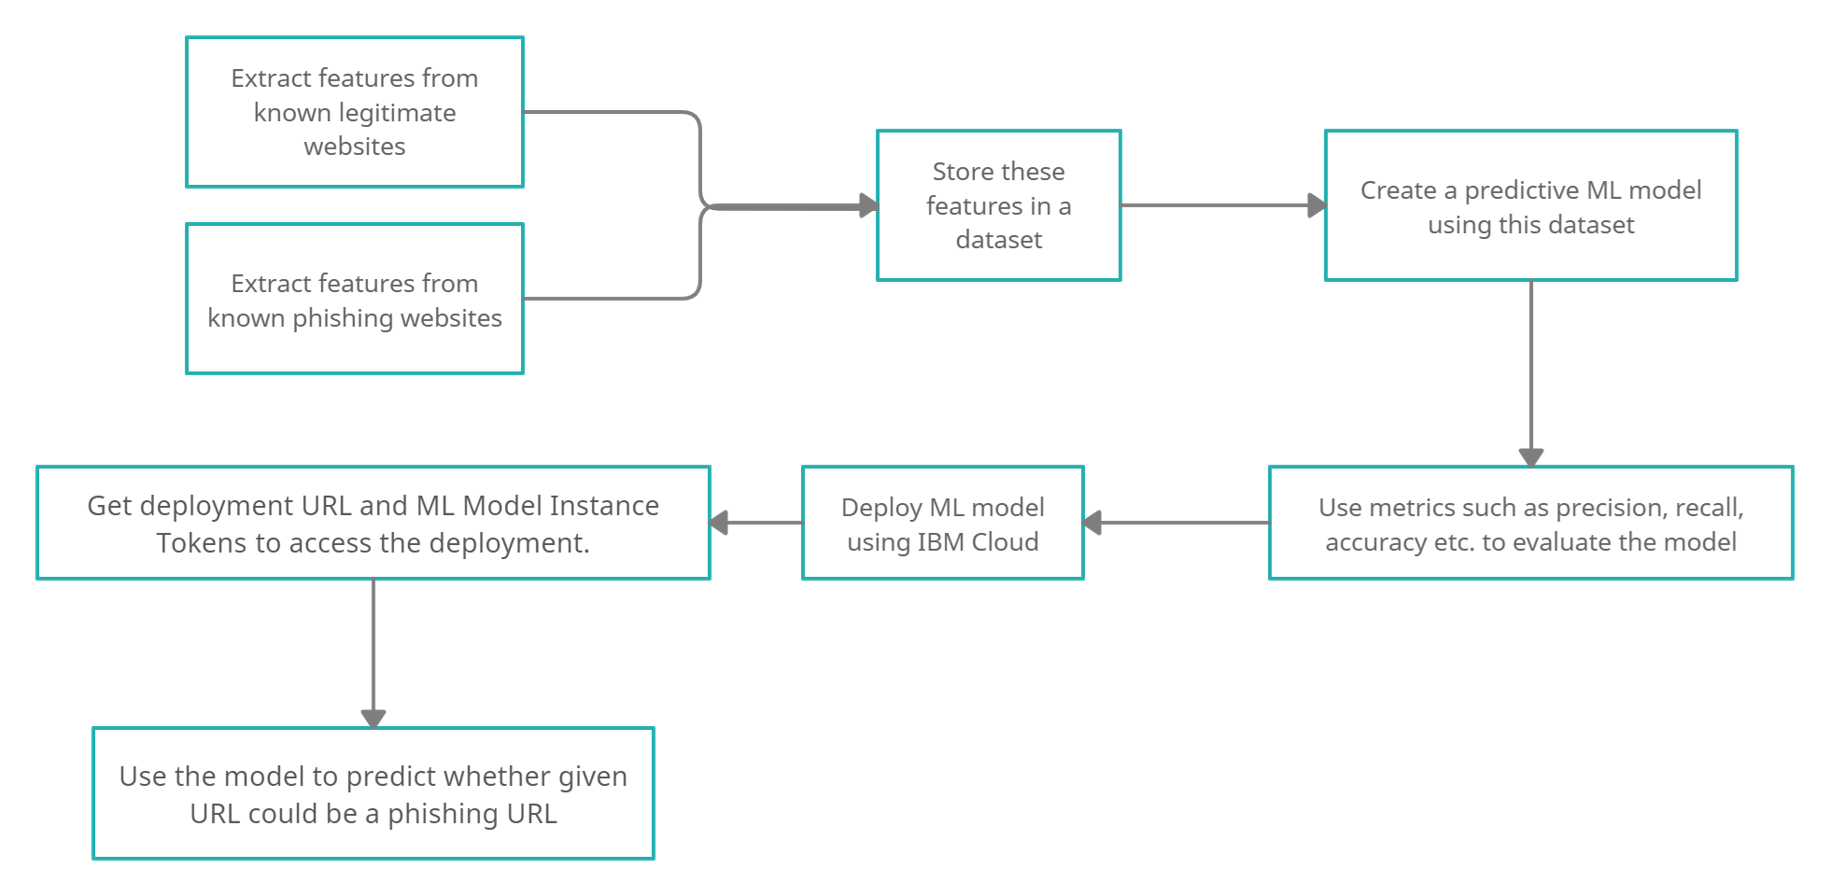 Extract features from
known legitimate
websites
Extract features from
known phishing websites
Store these
features in a
dataset
Create a predictive ML model
using this dataset
Use metrics such as precision, recall,
accuracy etc. to evaluate the model
Deploy ML model
using IBM Cloud
Get deployment URL and ML Model Instance
Tokens to access the deployment.
Use the model to predict whether given
URL could be a phishing URL